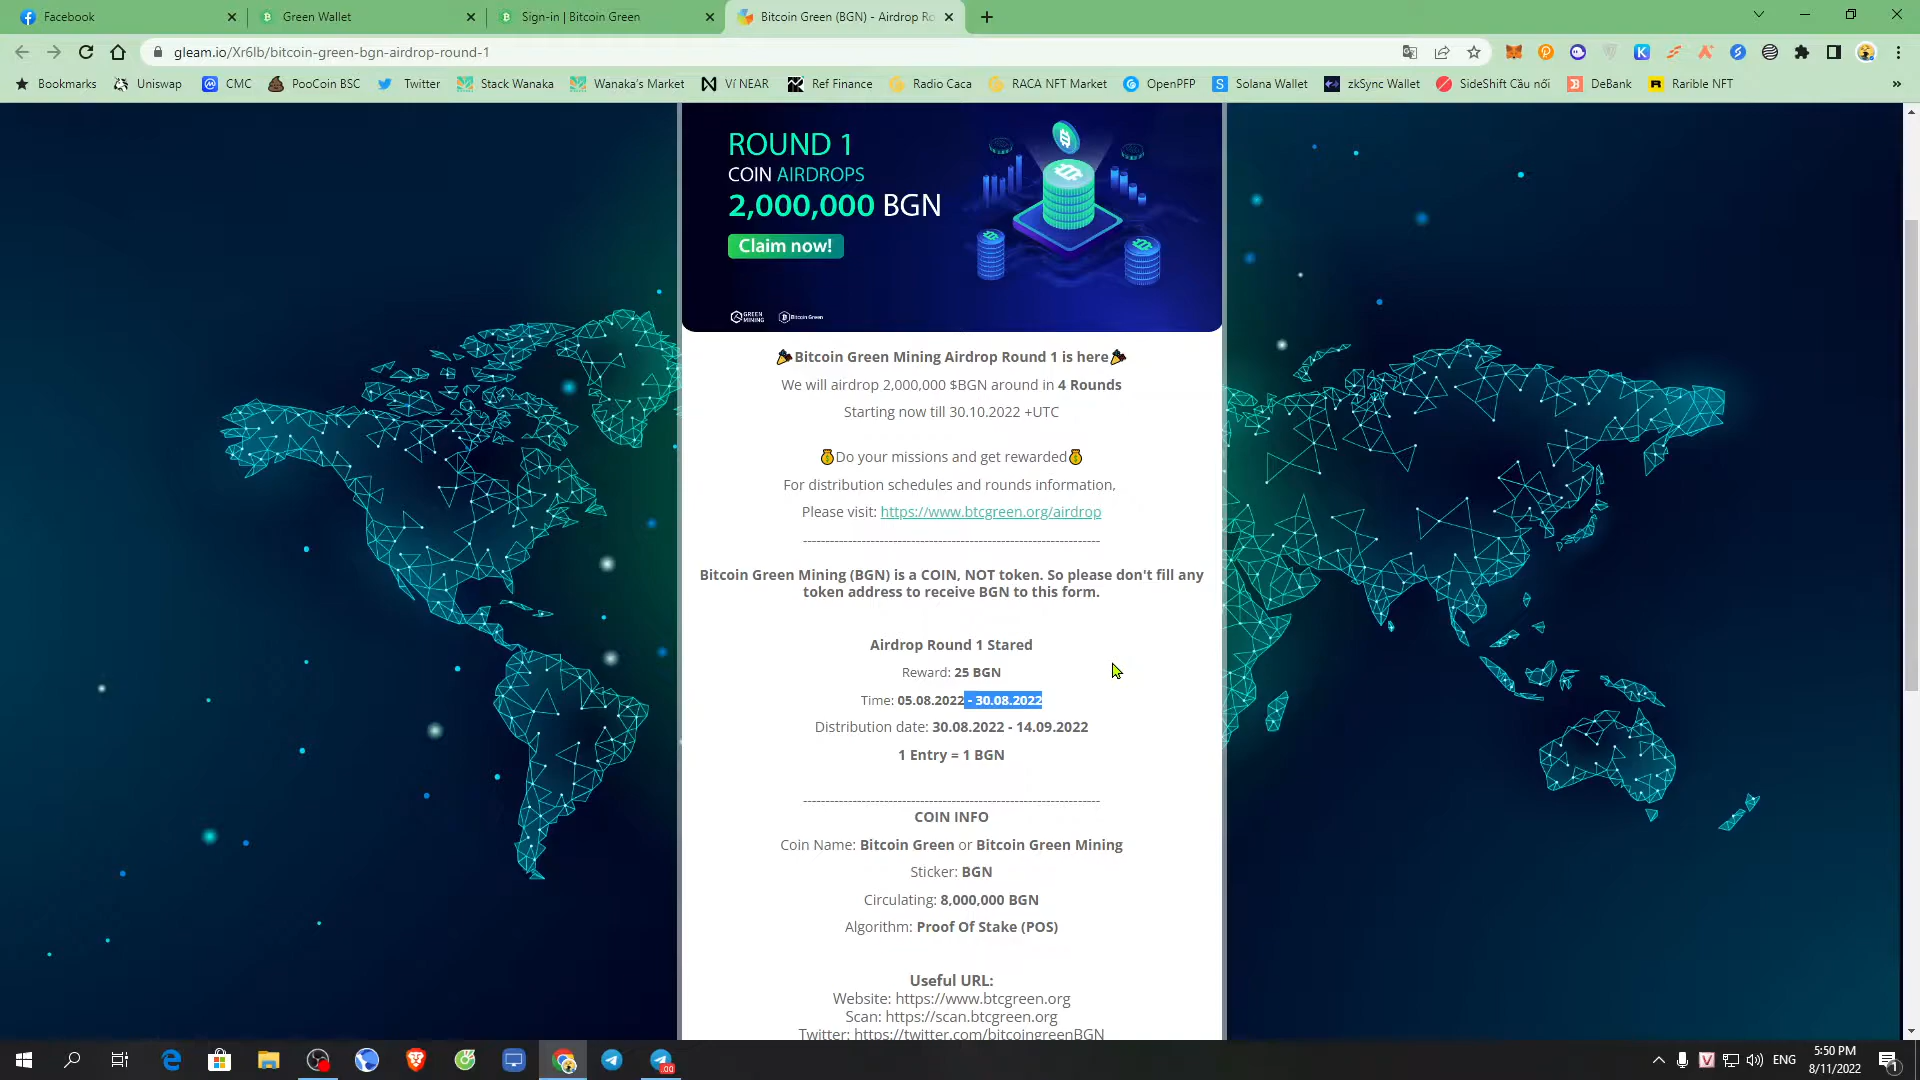 Facebook
Green Wallet
Sign-in | Bitcoin Green
Bitcoin Green (BGN) - Airdrop Ro
gleam.io/Xr6Ib/bitcoin-green-bgn-airdrop-round-1
Bookmarks
Uniswap
CMC
PooCoin BSC
Twitter
Stack Wanaka
Wanaka's Market
Ví NEAR
Ref Finance
Radio Caca
RACA NFT Market
OpenPFP
Solana Wallet
zkSync Wallet
SideShift Cầu nối
DeBank
Rarible NFT
ROUND 1
COIN AIRDROPS
2,000,000 BGN
Claim now!
GREEN MINING
Bitcoin Green
Bitcoin Green Mining Airdrop Round 1 is here
We will airdrop 2,000,000 $BGN around in 4 Rounds
Starting now till 30.10.2022 +UTC
Do your missions and get rewarded
For distribution schedules and rounds information,
Please visit: https://www.btcgreen.org/airdrop
------------------------------------------------------------------
Bitcoin Green Mining (BGN) is a COIN, NOT token. So please don't fill any
token address to receive BGN to this form.
Airdrop Round 1 Stared
Reward: 25 BGN
Time: 05.08.2022 - 30.08.2022
Distribution date: 30.08.2022 - 14.09.2022
1 Entry = 1 BGN
------------------------------------------------------------------
COIN INFO
Coin Name: Bitcoin Green or Bitcoin Green Mining
Sticker: BGN
Circulating: 8,000,000 BGN
Algorithm: Proof Of Stake (POS)
Useful URL:
Website: https://www.btcgreen.org
Scan: https://scan.btcgreen.org
Twitter: https://twitter.com/bitcoingreenBGN
ENG
5:50 PM
8/11/2022